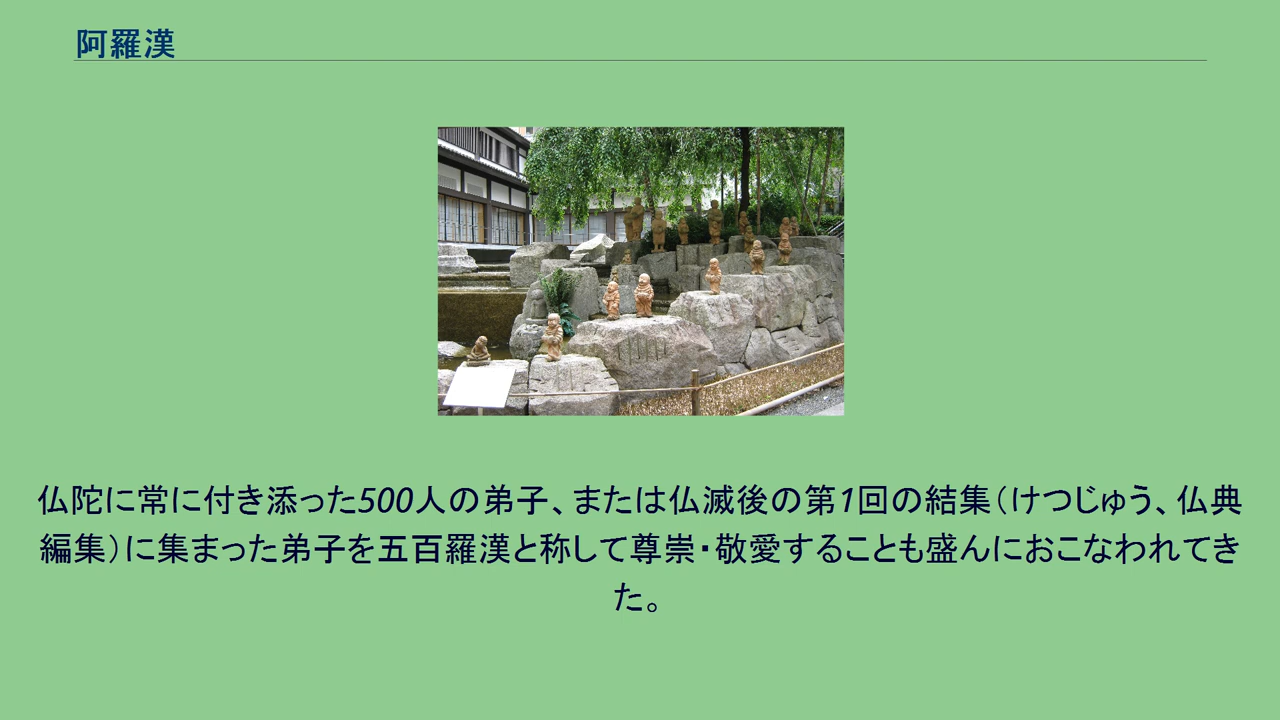 阿羅漢
仏陀に常に付き添った500人の弟子、または仏滅後の第1回の結集（けつじゅう、仏典
編集）に集まった弟子を五百羅漢と称して尊崇・敬愛することも盛んにおこなわれてき
た。